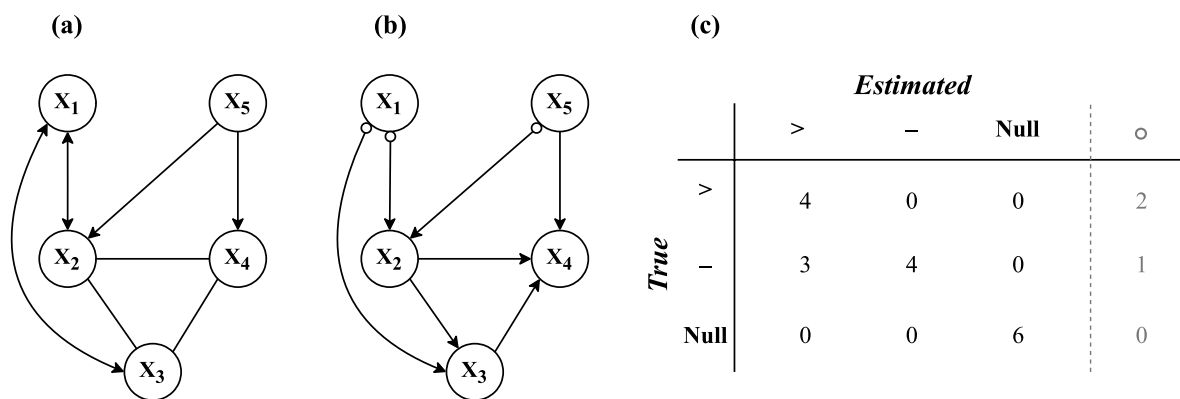 (a) (b) (c)
X1 X5 X1 X5
Estimated
> – Null o
> 4 0 0 2
X2 X4 X2 X4
True
– 3 4 0 1
Null 0 0 6 0
X3 X3